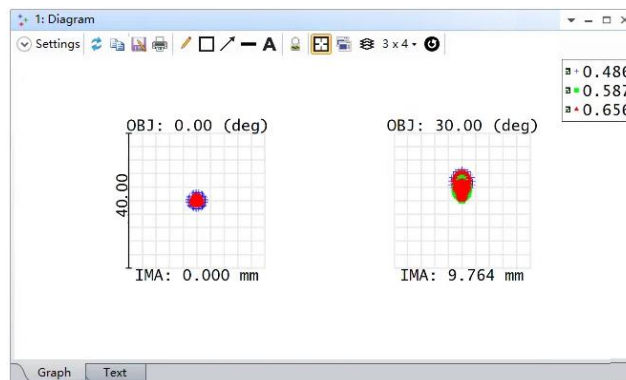 1: Diagram
Settings
A
3 x 4
0.486
0.587
0.656
OBJ: 0.00 (deg)
OBJ: 30.00 (deg)
40.00
IMA: 0.000 mm
IMA: 9.764 mm
Graph
Text